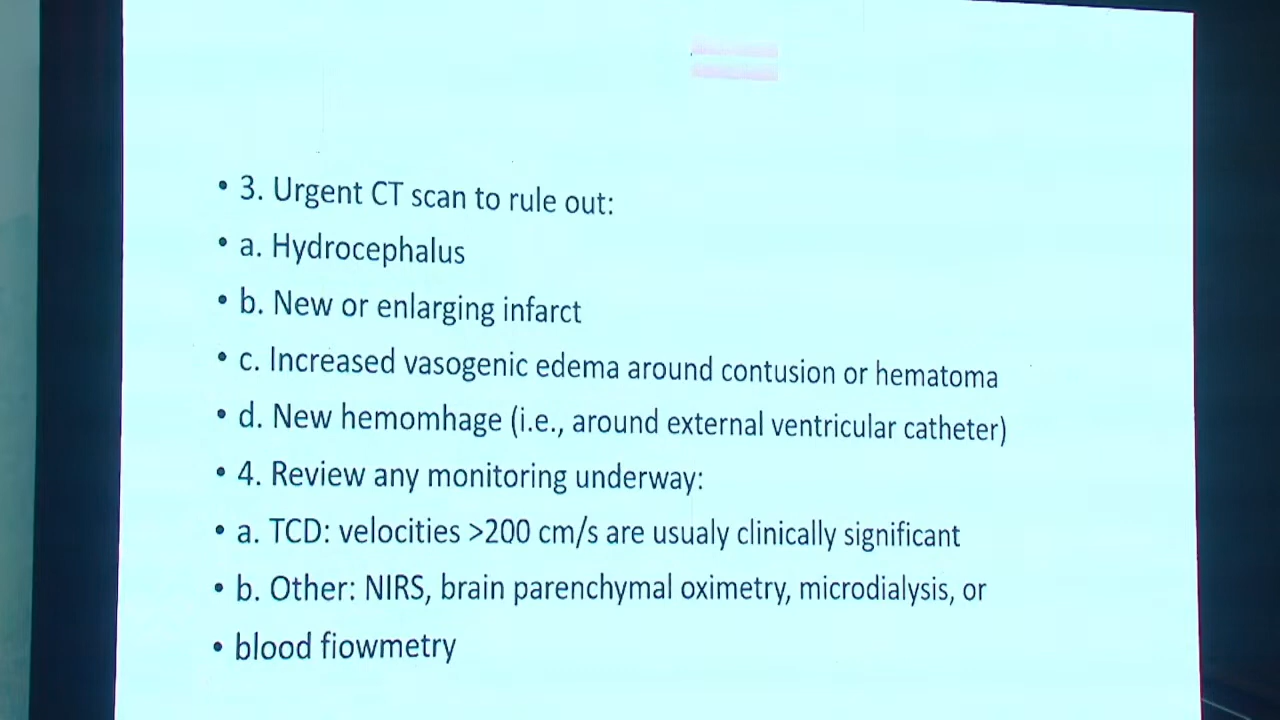 • 3. Urgent CT scan to rule out:
• a. Hydrocephalus
• b. New or enlarging infarct
• c. Increased vasogenic edema around contusion or hematoma
• d. New hemomhage (i.e., around external ventricular catheter)
• 4. Review any monitoring underway:
• a. TCD: velocities >200 cm/s are usualy clinically significant
• b. Other: NIRS, brain parenchymal oximetry, microdialysis, or
• blood fiowmetry